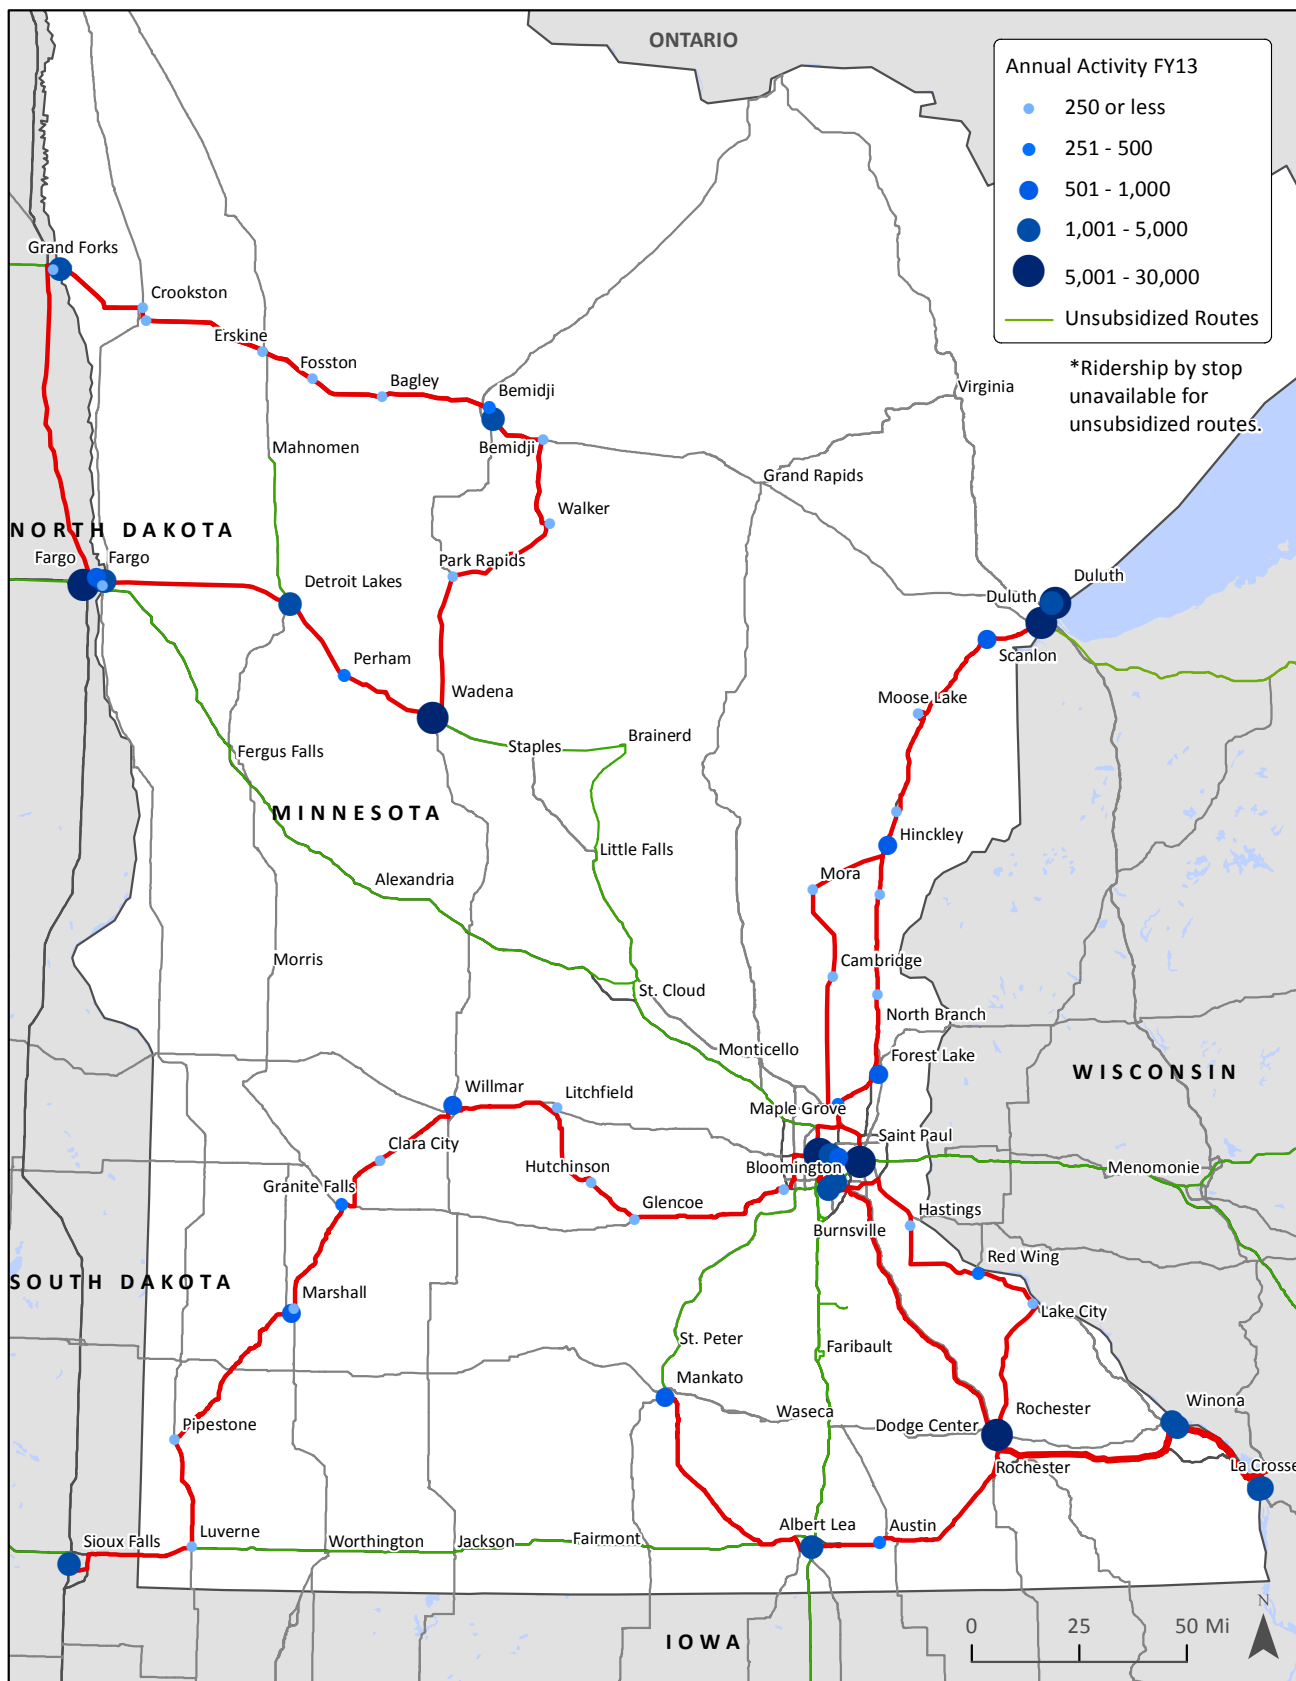 ONTARIO
Annual Activity FY13
250 or less
251 - 500
501 - 1,000
1,001 - 5,000
5,001 - 30,000
Unsubsidized Routes
*Ridership by stop
unavailable for
unsubsidized routes.
Grand Forks
Crookston
Erskine
Fosston
Bagley
Bemidji
Virginia
Mahnomen
Bemidji
Grand Rapids
Walker
NORTH DAKOTA
Fargo
Fargo
Park Rapids
Detroit Lakes
Duluth
Duluth
Scanlon
Perham
Wadena
Moose Lake
Brainerd
Staples
Fergus Falls
MINNESOTA
Hinckley
Little Falls
Mora
Alexandria
Morris
Cambridge
St. Cloud
North Branch
Monticello
Forest Lake
WISCONSIN
Willmar
Litchfield
Maple Grove
Saint Paul
Clara City
Hutchinson
Bloomington
Menomonie
Granite Falls
Glencoe
Hastings
Burnsville
Red Wing
SOUTH DAKOTA
Marshall
Lake City
St. Peter
Faribault
Mankato
Winona
Pipestone
Waseca
Rochester
Dodge Center
Rochester
La Crosse
Sioux Falls
Luverne
Worthington
Jackson
Fairmont
Albert Lea
Austin
N
0 25 50 Mi
IOWA